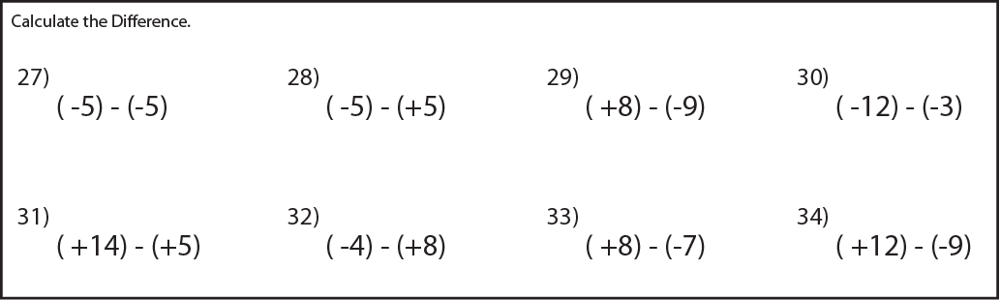 Calculate the Difference.
27) 28) 29) 30)
( -5) - (-5) ( -5) - (+5) ( +8) - (-9) ( -12) - (-3)
31) 32) 33) 34)
( +14) - (+5) ( -4) - (+8) ( +8) - (-7) ( +12) - (-9)